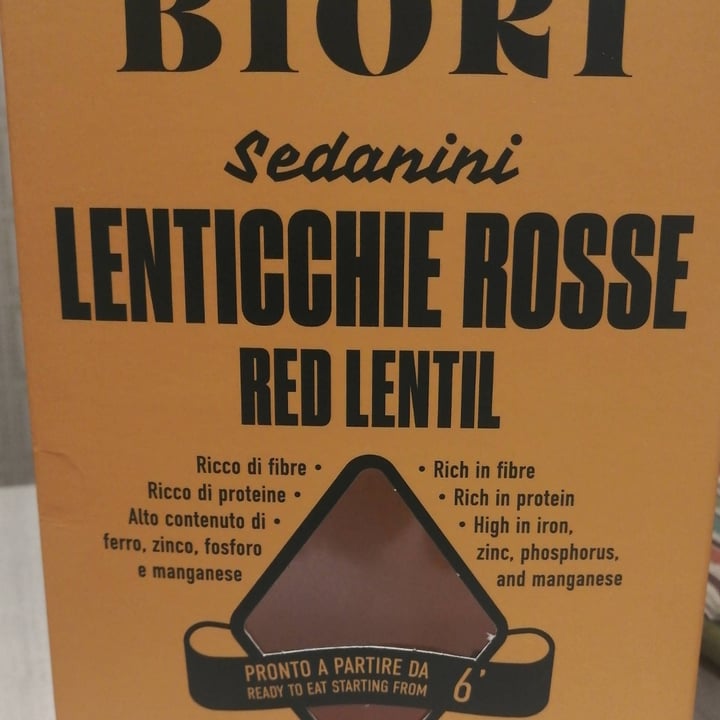 BIORI
Sedanini
LENTICCHIE ROSSE
RED LENTIL
Ricco di fibre •
Ricco di proteine •
Alto contenuto di •
ferro, zinco, fosforo
e manganese
• Rich in fibre
• Rich in protein
• High in iron,
zinc, phosphorus,
and manganese
PRONTO A PARTIRE DA
READY TO EAT STARTING FROM
6'